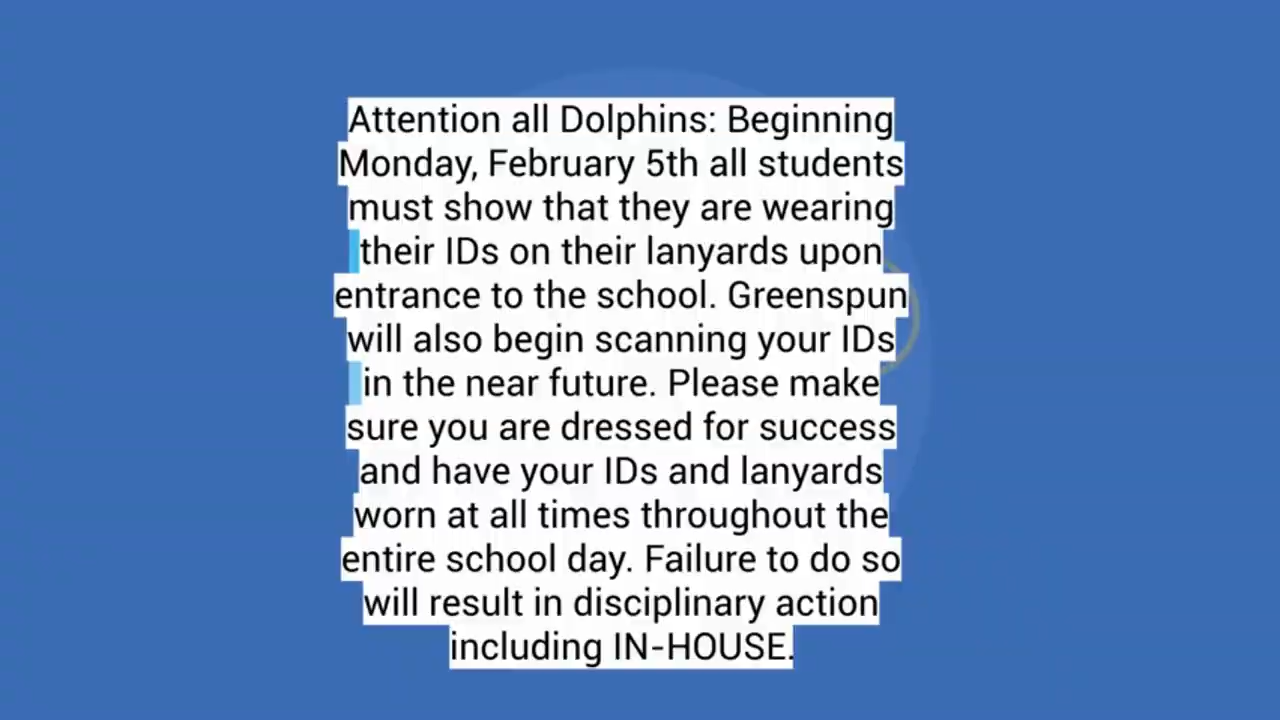 Attention all Dolphins: Beginning
Monday, February 5th all students
must show that they are wearing
their IDs on their lanyards upon
entrance to the school. Greenspun
will also begin scanning your IDs
in the near future. Please make
sure you are dressed for success
and have your IDs and lanyards
worn at all times throughout the
entire school day. Failure to do so
will result in disciplinary action
including IN-HOUSE.